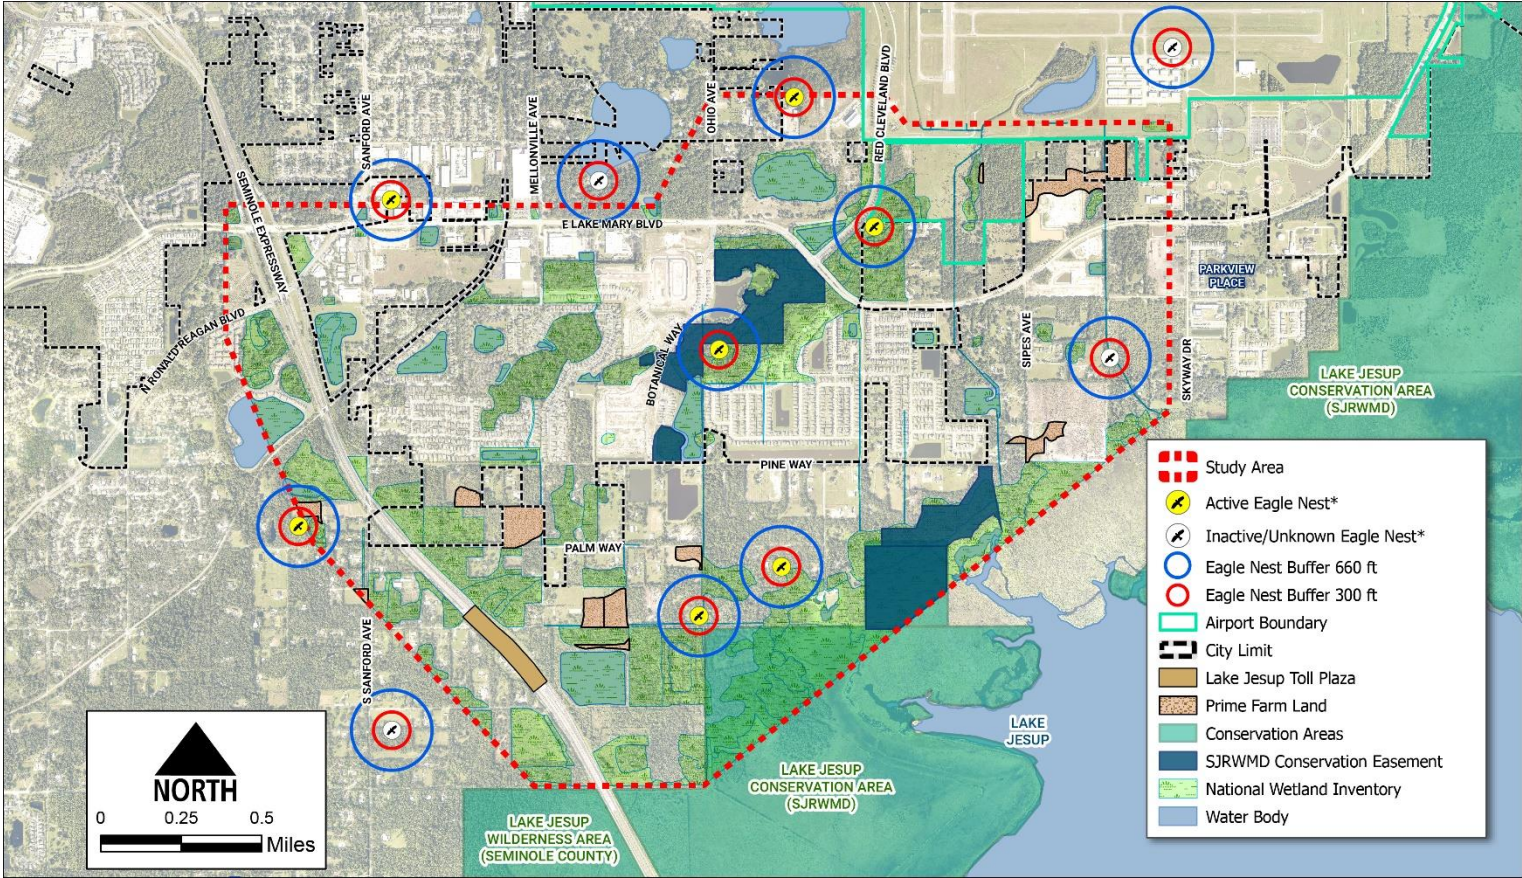 SANFORD AVE
MELLONVILLE AVE
OHIO AVE
RED CLEVELAND BLVD
SEMINOLE EXPRESSWAY
E LAKE MARY BLVD
N RONALD REAGAN BLVD
BOTANICAL WAY
SIPES AVE
SKYWAY DR
PARKVIEW
PLACE
LAKE JESUP
CONSERVATION AREA
(SJRWMD)
PINE WAY
PALM WAY
S SANFORD AVE
LAKE
JESUP
LAKE JESUP
CONSERVATION AREA
(SJRWMD)
LAKE JESUP
WILDERNESS AREA
(SEMINOLE COUNTY)
NORTH
0 0.25 0.5
Miles
Study Area
Active Eagle Nest*
Inactive/Unknown Eagle Nest*
Eagle Nest Buffer 660 ft
Eagle Nest Buffer 300 ft
Airport Boundary
City Limit
Lake Jesup Toll Plaza
Prime Farm Land
Conservation Areas
SJRWMD Conservation Easement
National Wetland Inventory
Water Body